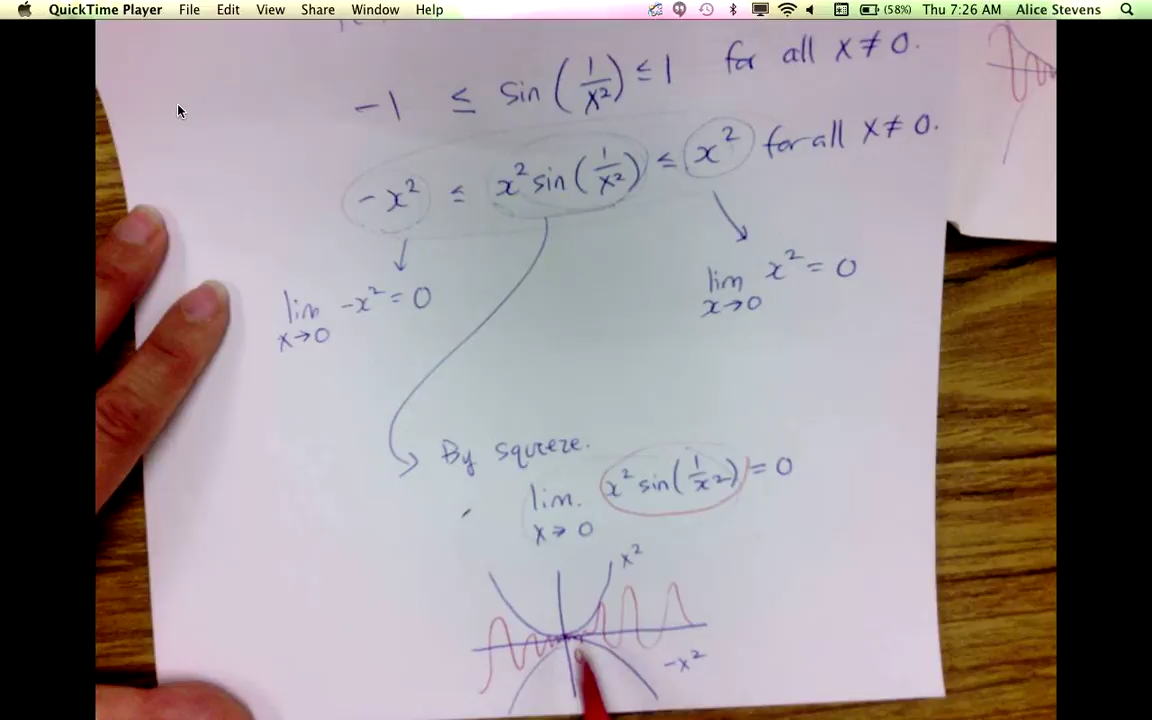 QuickTime Player File Edit View Share Window Help (58%) Thu 7:26 AM Alice Stevens
-1 ≤ sin(1/x²) ≤ 1 for all x ≠ 0.
-x² ≤ x² sin(1/x²) ≤ x² for all x ≠ 0.
lim x→0 -x² = 0
lim x→0 x² = 0
By squeeze.
lim. x→0 x² sin(1/x²) = 0
x²
-x²